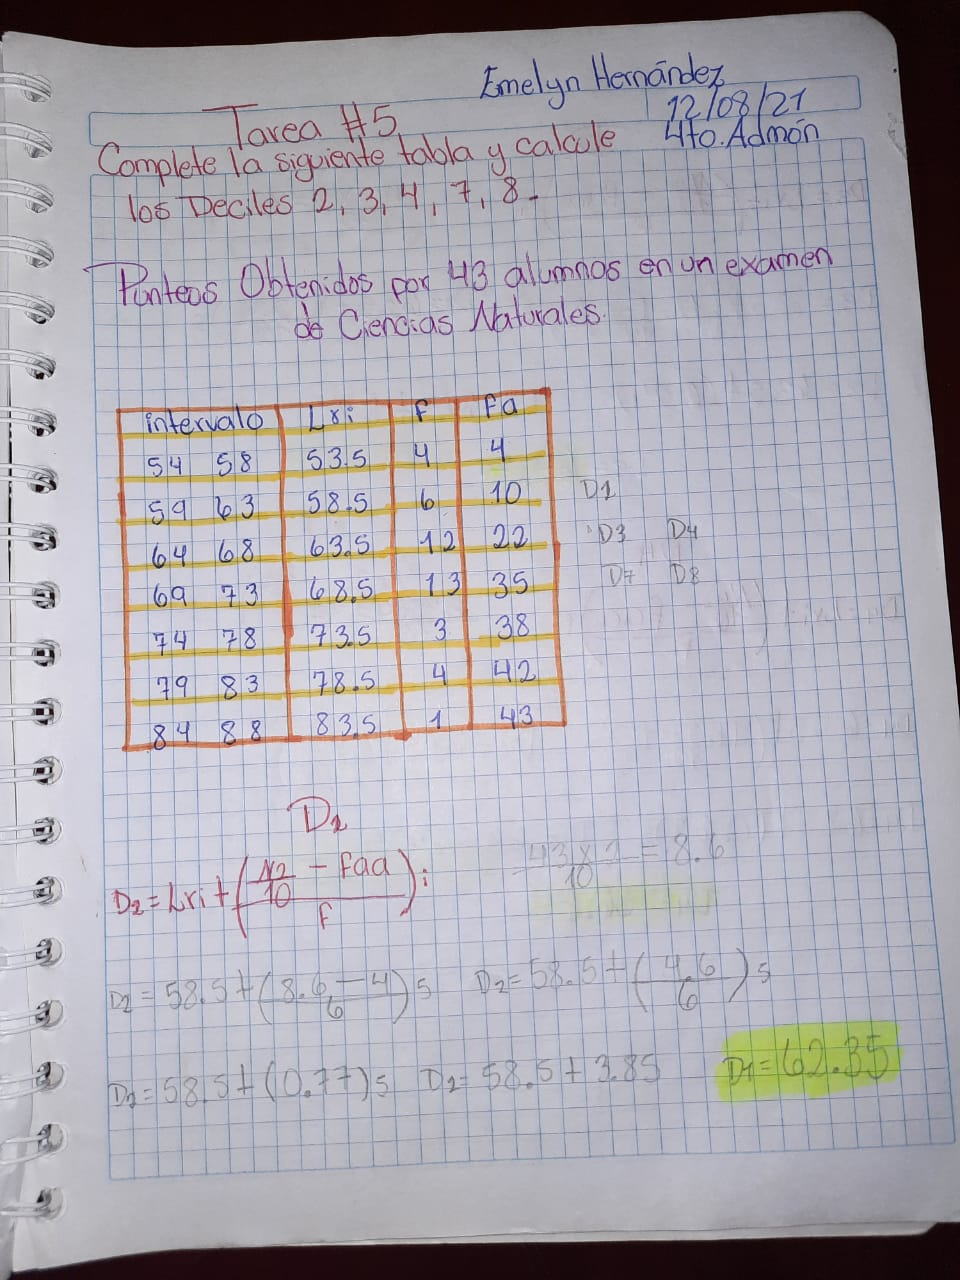 Emelyn Hernández
12/08/21
Tarea #5
4to. Admón
Complete la siguiente tabla y calcule
los Deciles 2, 3, 4, 7, 8.
Punteos Obtenidos por 43 alumnos en un examen
de Ciencias Naturales.
intervalo Lri F Fa
54 58 53.5 4 4
59 63 58.5 6 10 D2
64 68 63.5 12 22 D3 D4
69 73 68.5 13 35 D7 D8
74 78 73.5 3 38
79 83 78.5 4 42
84 88 83.5 1 43
D2
D2 = Lri + (N2/10 - Faa / F) i
43x2/10 = 8.6
D2 = 58.5 + (8.6 - 4 / 6) 5 D2 = 58.5 + (4.6 / 6) 5
D2 = 58.5 + (0.77) 5 D2 = 58.5 + 3.85 D1 = 62.35